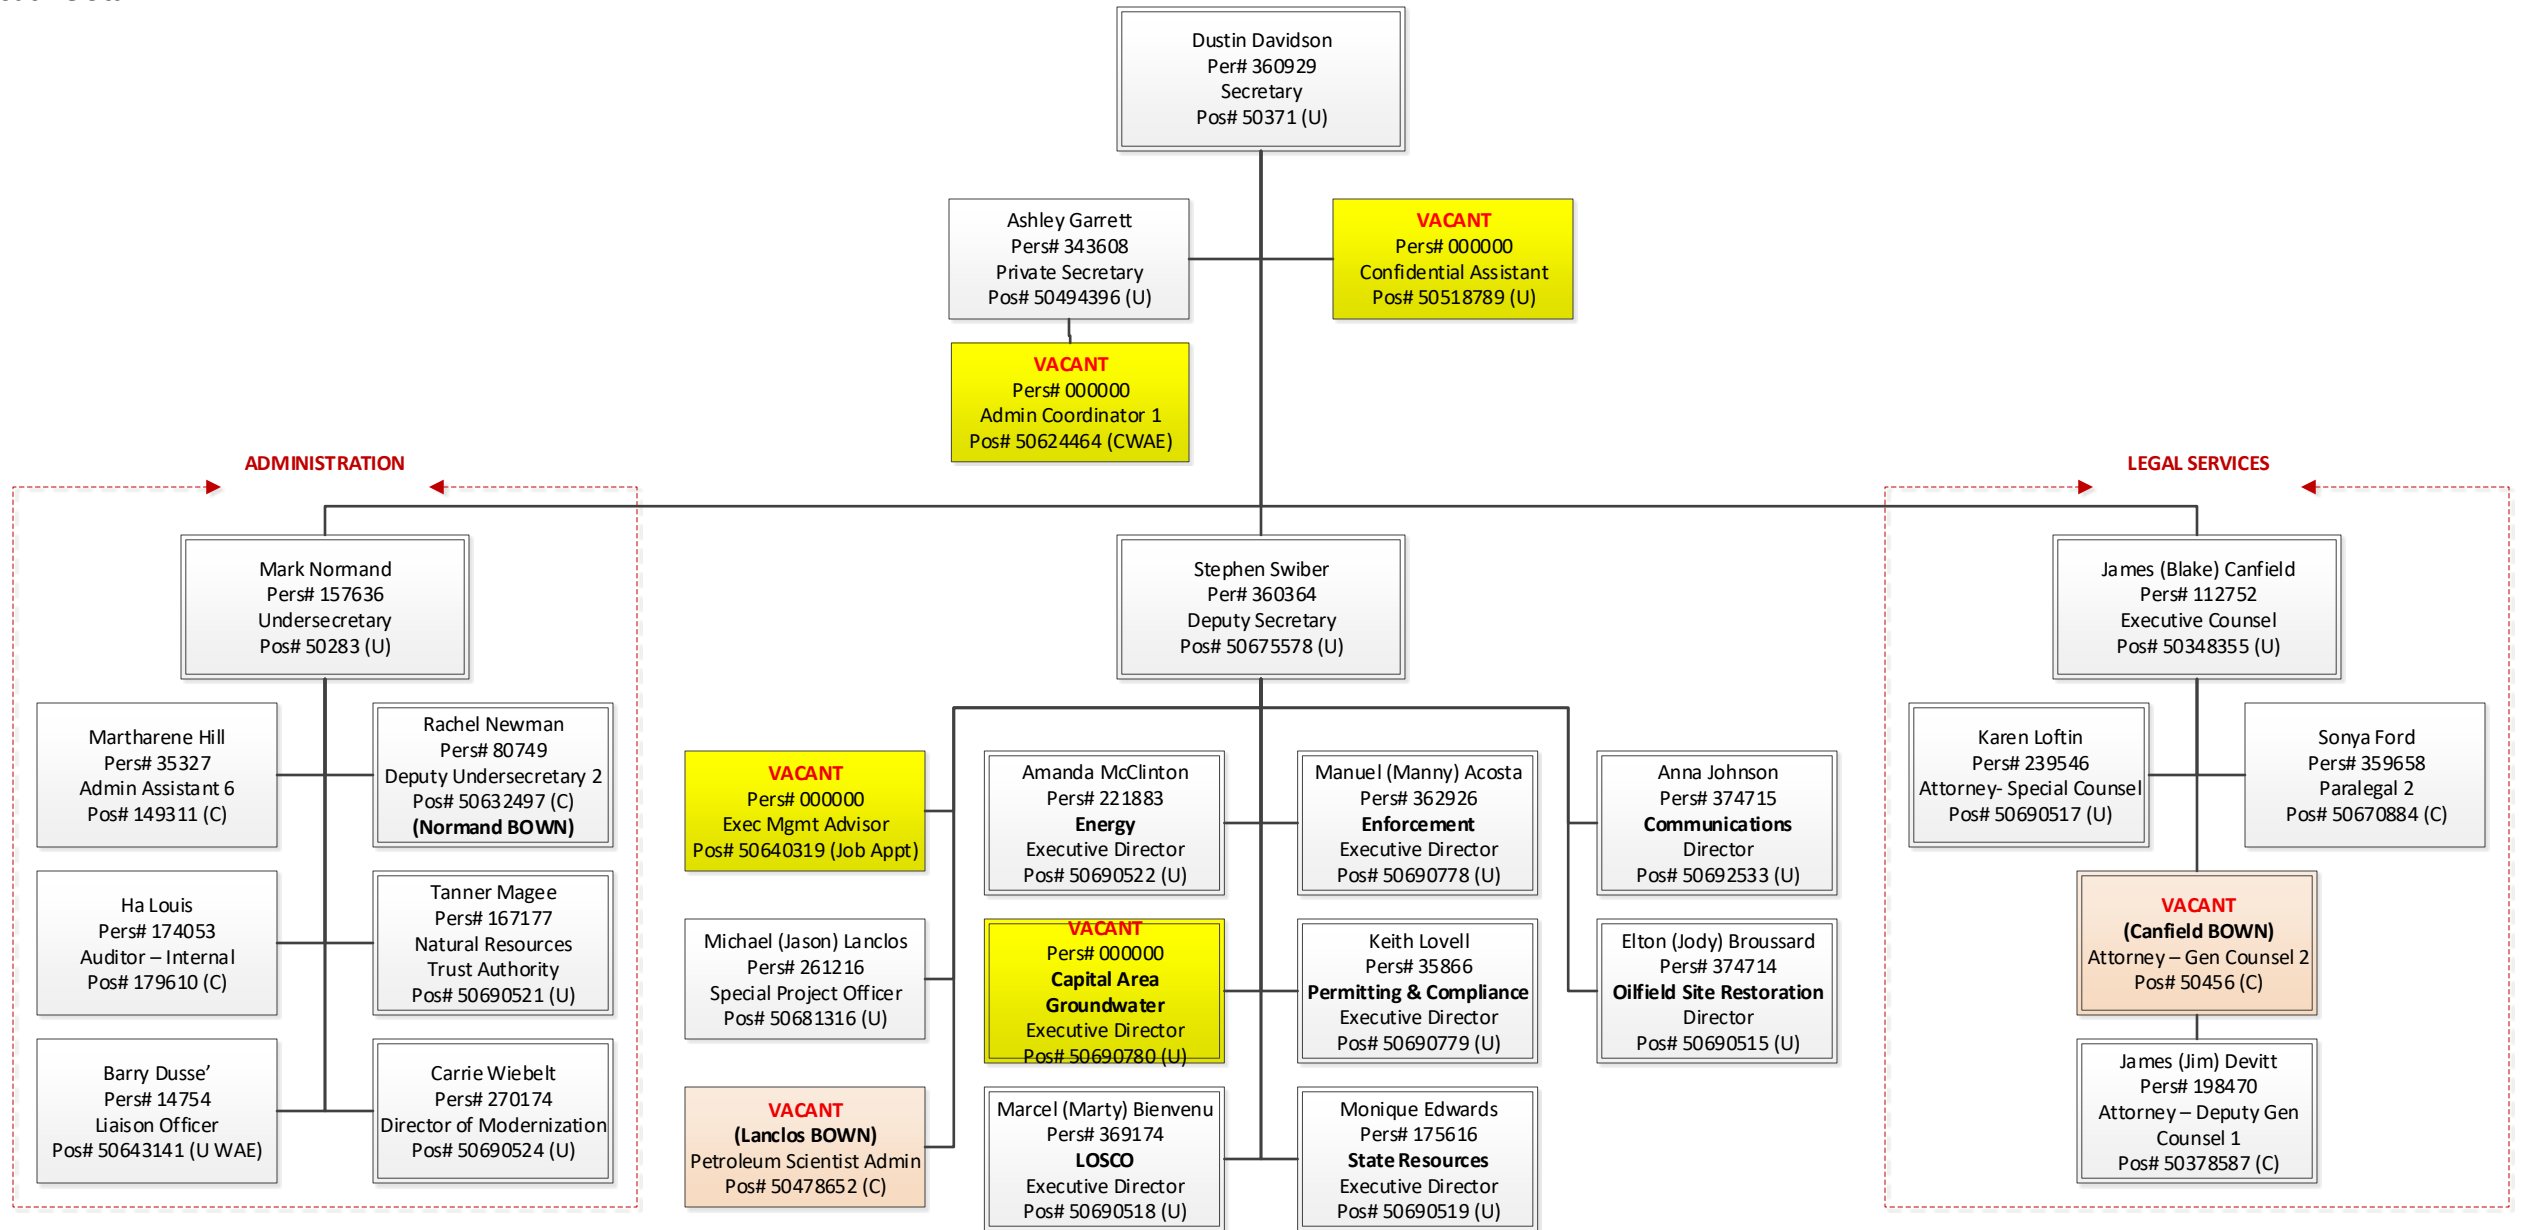 Dustin Davidson
Per# 360929
Secretary
Pos# 50371 (U)
Ashley Garrett
Pers# 343608
Private Secretary
Pos# 50494396 (U)
VACANT
Pers# 000000
Confidential Assistant
Pos# 50518789 (U)
VACANT
Pers# 000000
Admin Coordinator 1
Pos# 50624464 (CWAE)
ADMINISTRATION
LEGAL SERVICES
Mark Normand
Pers# 157636
Undersecretary
Pos# 50283 (U)
Stephen Swiber
Per# 360364
Deputy Secretary
Pos# 50675578 (U)
James (Blake) Canfield
Pers# 112752
Executive Counsel
Pos# 50348355 (U)
Martharene Hill
Pers# 35327
Admin Assistant 6
Pos# 149311 (C)
Rachel Newman
Pers# 80749
Deputy Undersecretary 2
Pos# 50632497 (C)
(Normand BOWN)
Ha Louis
Pers# 174053
Auditor – Internal
Pos# 179610 (C)
Tanner Magee
Pers# 167177
Natural Resources
Trust Authority
Pos# 50690521 (U)
Barry Dusse’
Pers# 14754
Liaison Officer
Pos# 50643141 (U WAE)
Carrie Wiebelt
Pers# 270174
Director of Modernization
Pos# 50690524 (U)
VACANT
Pers# 000000
Exec Mgmt Advisor
Pos# 50640319 (Job Appt)
Amanda McClinton
Pers# 221883
Energy
Executive Director
Pos# 50690522 (U)
Manuel (Manny) Acosta
Pers# 362926
Enforcement
Executive Director
Pos# 50690778 (U)
Anna Johnson
Pers# 374715
Communications
Director
Pos# 50692533 (U)
Michael (Jason) Lanclos
Pers# 261216
Special Project Officer
Pos# 50681316 (U)
VACANT
Pers# 000000
Capital Area
Groundwater
Executive Director
Pos# 50690780 (U)
Keith Lovell
Pers# 35866
Permitting & Compliance
Executive Director
Pos# 50690779 (U)
Elton (Jody) Broussard
Pers# 374714
Oilfield Site Restoration
Director
Pos# 50690515 (U)
VACANT
(Lanclos BOWN)
Petroleum Scientist Admin
Pos# 50478652 (C)
Marcel (Marty) Bienvenu
Pers# 369174
LOSCO
Executive Director
Pos# 50690518 (U)
Monique Edwards
Pers# 175616
State Resources
Executive Director
Pos# 50690519 (U)
Karen Loftin
Pers# 239546
Attorney- Special Counsel
Pos# 50690517 (U)
Sonya Ford
Pers# 359658
Paralegal 2
Pos# 50670884 (C)
VACANT
(Canfield BOWN)
Attorney – Gen Counsel 2
Pos# 50456 (C)
James (Jim) Devitt
Pers# 198470
Attorney – Deputy Gen
Counsel 1
Pos# 50378587 (C)